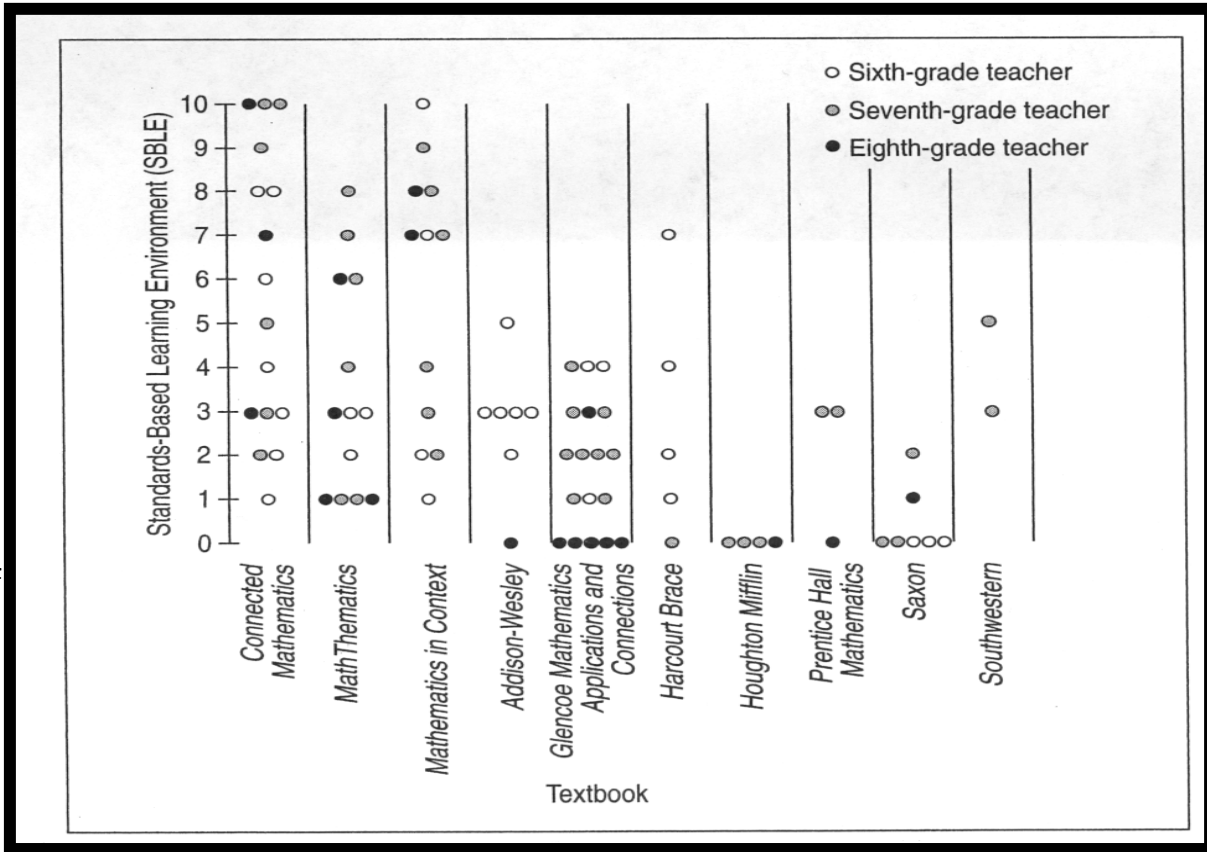 Sixth-grade teacher
Seventh-grade teacher
Eighth-grade teacher
Standards-Based Learning Environment (SBLE)
10
9
8
7
6
5
4
3
2
1
0
Connected
Mathematics
MathThematics
Mathematics in Context
Addison-Wesley
Glencoe Mathematics
Applications and
Connections
Harcourt Brace
Houghton Mifflin
Prentice Hall
Mathematics
Saxon
Southwestern
Textbook